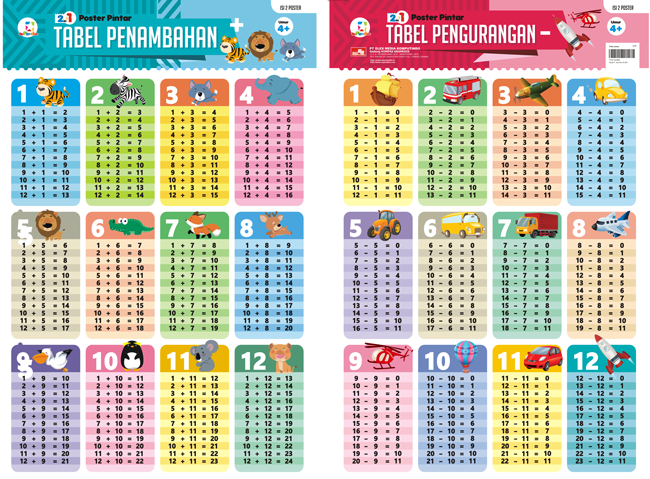 2 in 1 Poster Pintar
TABEL PENAMBAHAN +
ISI 2 POSTER
Umur
4+
1
1 + 1 = 2
2 + 1 = 3
3 + 1 = 4
4 + 1 = 5
5 + 1 = 6
6 + 1 = 7
7 + 1 = 8
8 + 1 = 9
9 + 1 = 10
10 + 1 = 11
11 + 1 = 12
12 + 1 = 13
2
1 + 2 = 3
2 + 2 = 4
3 + 2 = 5
4 + 2 = 6
5 + 2 = 7
6 + 2 = 8
7 + 2 = 9
8 + 2 = 10
9 + 2 = 11
10 + 2 = 12
11 + 2 = 13
12 + 2 = 14
3
1 + 3 = 4
2 + 3 = 5
3 + 3 = 6
4 + 3 = 7
5 + 3 = 8
6 + 3 = 9
7 + 3 = 10
8 + 3 = 11
9 + 3 = 12
10 + 3 = 13
11 + 3 = 14
12 + 3 = 15
4
1 + 4 = 5
2 + 4 = 6
3 + 4 = 7
4 + 4 = 8
5 + 4 = 9
6 + 4 = 10
7 + 4 = 11
8 + 4 = 12
9 + 4 = 13
10 + 4 = 14
11 + 4 = 15
12 + 4 = 16
5
1 + 5 = 6
2 + 5 = 7
3 + 5 = 8
4 + 5 = 9
5 + 5 = 10
6 + 5 = 11
7 + 5 = 12
8 + 5 = 13
9 + 5 = 14
10 + 5 = 15
11 + 5 = 16
12 + 5 = 17
6
1 + 6 = 7
2 + 6 = 8
3 + 6 = 9
4 + 6 = 10
5 + 6 = 11
6 + 6 = 12
7 + 6 = 13
8 + 6 = 14
9 + 6 = 15
10 + 6 = 16
11 + 6 = 17
12 + 6 = 18
7
1 + 7 = 8
2 + 7 = 9
3 + 7 = 10
4 + 7 = 11
5 + 7 = 12
6 + 7 = 13
7 + 7 = 14
8 + 7 = 15
9 + 7 = 16
10 + 7 = 17
11 + 7 = 18
12 + 7 = 19
8
1 + 8 = 9
2 + 8 = 10
3 + 8 = 11
4 + 8 = 12
5 + 8 = 13
6 + 8 = 14
7 + 8 = 15
8 + 8 = 16
9 + 8 = 17
10 + 8 = 18
11 + 8 = 19
12 + 8 = 20
9
1 + 9 = 10
2 + 9 = 11
3 + 9 = 12
4 + 9 = 13
5 + 9 = 14
6 + 9 = 15
7 + 9 = 16
8 + 9 = 17
9 + 9 = 18
10 + 9 = 19
11 + 9 = 20
12 + 9 = 21
10
1 + 10 = 11
2 + 10 = 12
3 + 10 = 13
4 + 10 = 14
5 + 10 = 15
6 + 10 = 16
7 + 10 = 17
8 + 10 = 18
9 + 10 = 19
10 + 10 = 20
11 + 10 = 21
12 + 10 = 22
11
1 + 11 = 12
2 + 11 = 13
3 + 11 = 14
4 + 11 = 15
5 + 11 = 16
6 + 11 = 17
7 + 11 = 18
8 + 11 = 19
9 + 11 = 20
10 + 11 = 21
11 + 11 = 22
12 + 11 = 23
12
1 + 12 = 13
2 + 12 = 14
3 + 12 = 15
4 + 12 = 16
5 + 12 = 17
6 + 12 = 18
7 + 12 = 19
8 + 12 = 20
9 + 12 = 21
10 + 12 = 22
11 + 12 = 23
12 + 12 = 24
2 in 1 Poster Pintar
TABEL PENGURANGAN -
PT ELEX MEDIA KOMPUTINDO
ISI 2 POSTER
Umur
4+
1
1 - 1 = 0
2 - 1 = 1
3 - 1 = 2
4 - 1 = 3
5 - 1 = 4
6 - 1 = 5
7 - 1 = 6
8 - 1 = 7
9 - 1 = 8
10 - 1 = 9
11 - 1 = 10
12 - 1 = 11
2
2 - 2 = 0
3 - 2 = 1
4 - 2 = 2
5 - 2 = 3
6 - 2 = 4
7 - 2 = 5
8 - 2 = 6
9 - 2 = 7
10 - 2 = 8
11 - 2 = 9
12 - 2 = 10
13 - 2 = 11
3
3 - 3 = 0
4 - 3 = 1
5 - 3 = 2
6 - 3 = 3
7 - 3 = 4
8 - 3 = 5
9 - 3 = 6
10 - 3 = 7
11 - 3 = 8
12 - 3 = 9
13 - 3 = 10
14 - 3 = 11
4
4 - 4 = 0
5 - 4 = 1
6 - 4 = 2
7 - 4 = 3
8 - 4 = 4
9 - 4 = 5
10 - 4 = 6
11 - 4 = 7
12 - 4 = 8
13 - 4 = 9
14 - 4 = 10
15 - 4 = 11
5
5 - 5 = 0
6 - 5 = 1
7 - 5 = 2
8 - 5 = 3
9 - 5 = 4
10 - 5 = 5
11 - 5 = 6
12 - 5 = 7
13 - 5 = 8
14 - 5 = 9
15 - 5 = 10
16 - 5 = 11
6
6 - 6 = 0
7 - 6 = 1
8 - 6 = 2
9 - 6 = 3
10 - 6 = 4
11 - 6 = 5
12 - 6 = 6
13 - 6 = 7
14 - 6 = 8
15 - 6 = 9
16 - 6 = 10
17 - 6 = 11
7
7 - 7 = 0
8 - 7 = 1
9 - 7 = 2
10 - 7 = 3
11 - 7 = 4
12 - 7 = 5
13 - 7 = 6
14 - 7 = 7
15 - 7 = 8
16 - 7 = 9
17 - 7 = 10
18 - 7 = 11
8
8 - 8 = 0
9 - 8 = 1
10 - 8 = 2
11 - 8 = 3
12 - 8 = 4
13 - 8 = 5
14 - 8 = 6
15 - 8 = 7
16 - 8 = 8
17 - 8 = 9
18 - 8 = 10
19 - 8 = 11
9
9 - 9 = 0
10 - 9 = 1
11 - 9 = 2
12 - 9 = 3
13 - 9 = 4
14 - 9 = 5
15 - 9 = 6
16 - 9 = 7
17 - 9 = 8
18 - 9 = 9
19 - 9 = 10
20 - 9 = 11
10
10 - 10 = 0
11 - 10 = 1
12 - 10 = 2
13 - 10 = 3
14 - 10 = 4
15 - 10 = 5
16 - 10 = 6
17 - 10 = 7
18 - 10 = 8
19 - 10 = 9
20 - 10 = 10
21 - 10 = 11
11
11 - 11 = 0
12 - 11 = 1
13 - 11 = 2
14 - 11 = 3
15 - 11 = 4
16 - 11 = 5
17 - 11 = 6
18 - 11 = 7
19 - 11 = 8
20 - 11 = 9
21 - 11 = 10
22 - 11 = 11
12
12 - 12 = 0
13 - 12 = 1
14 - 12 = 2
15 - 12 = 3
16 - 12 = 4
17 - 12 = 5
18 - 12 = 6
19 - 12 = 7
20 - 12 = 8
21 - 12 = 9
22 - 12 = 10
23 - 12 = 11